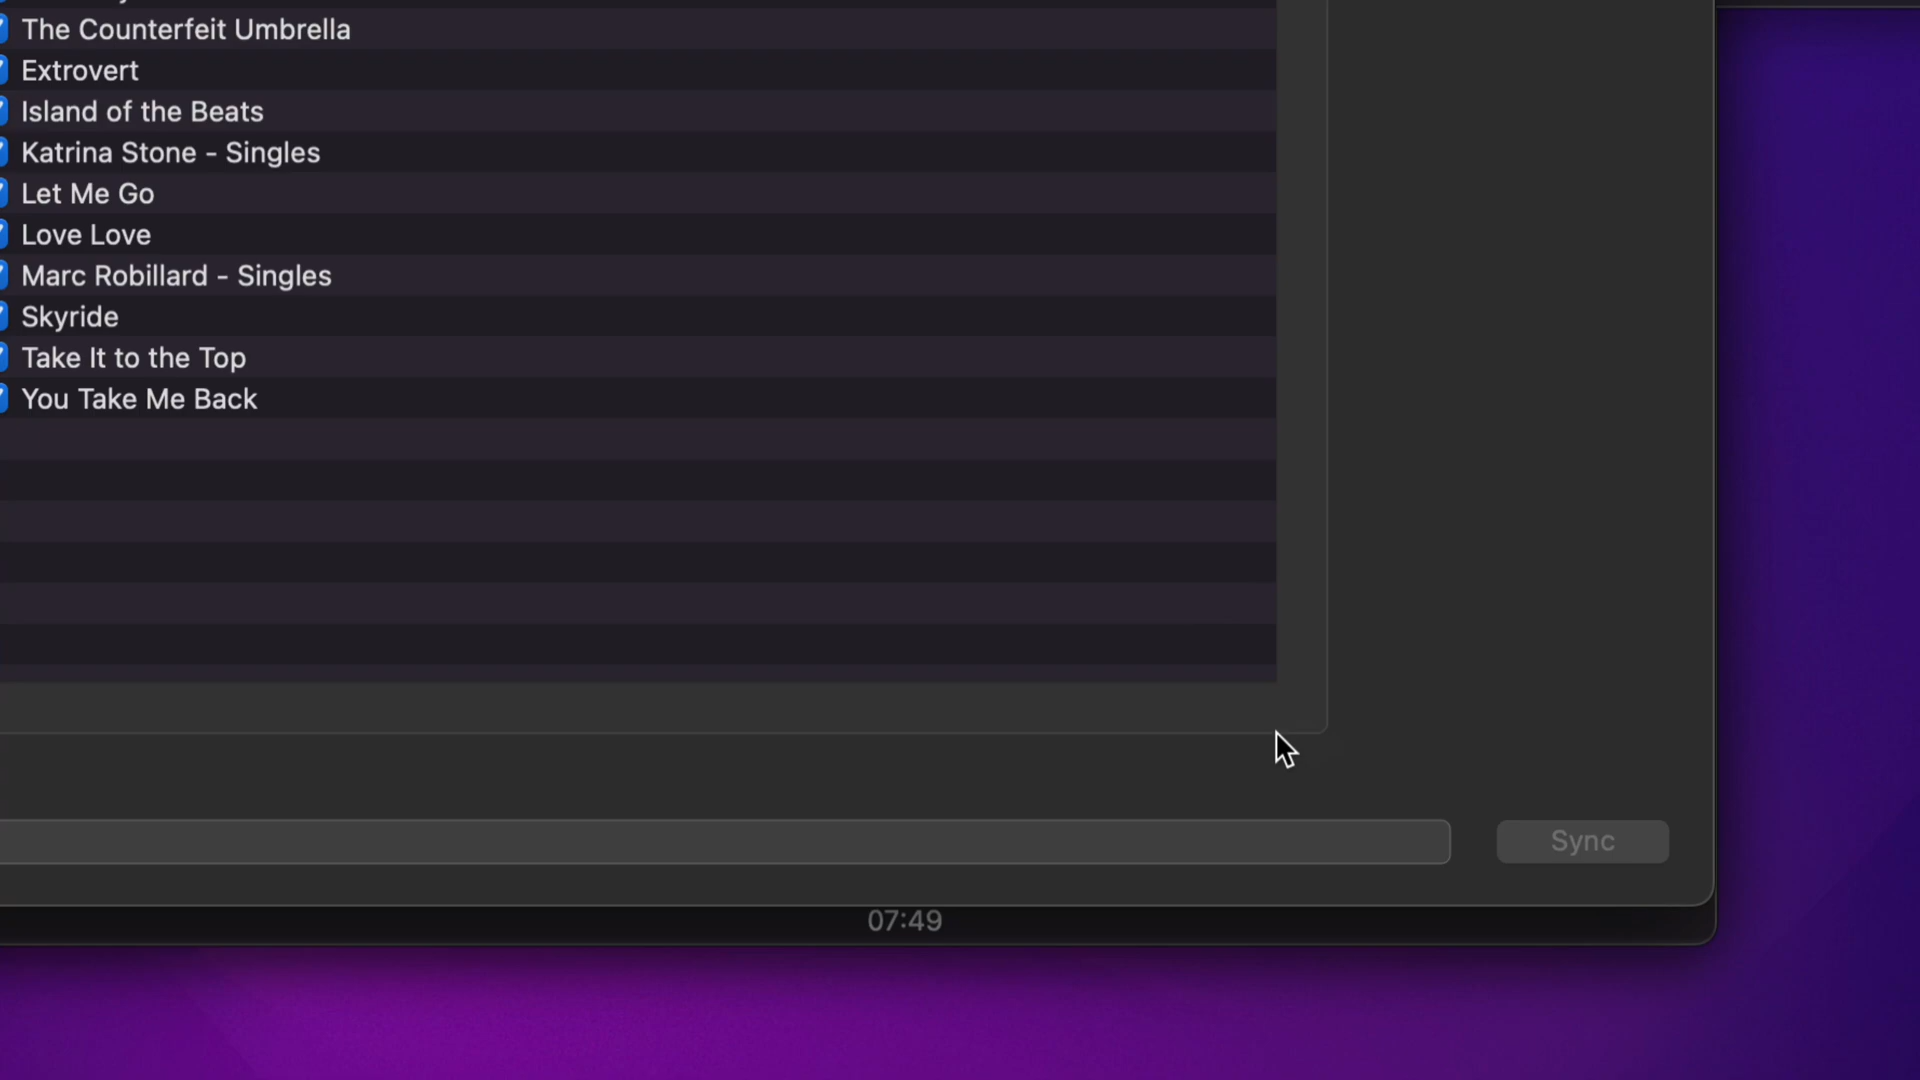 The Counterfeit Umbrella
Extrovert
Island of the Beats
Katrina Stone - Singles
Let Me Go
Love Love
Marc Robillard - Singles
Skyride
Take It to the Top
You Take Me Back
Sync
07:49